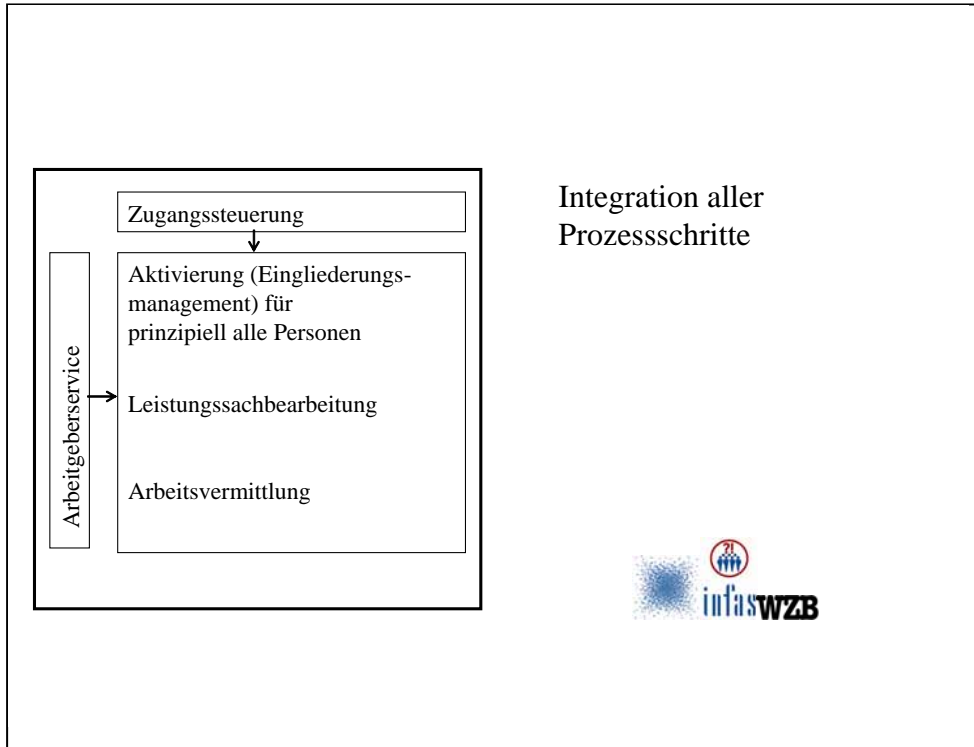 Zugangssteuerung
Aktivierung (Eingliederungs-
management) für
prinzipiell alle Personen
Leistungssachbearbeitung
Arbeitsvermittlung
Arbeitgeberservice
Integration aller
Prozessschritte
?!
infas WZB